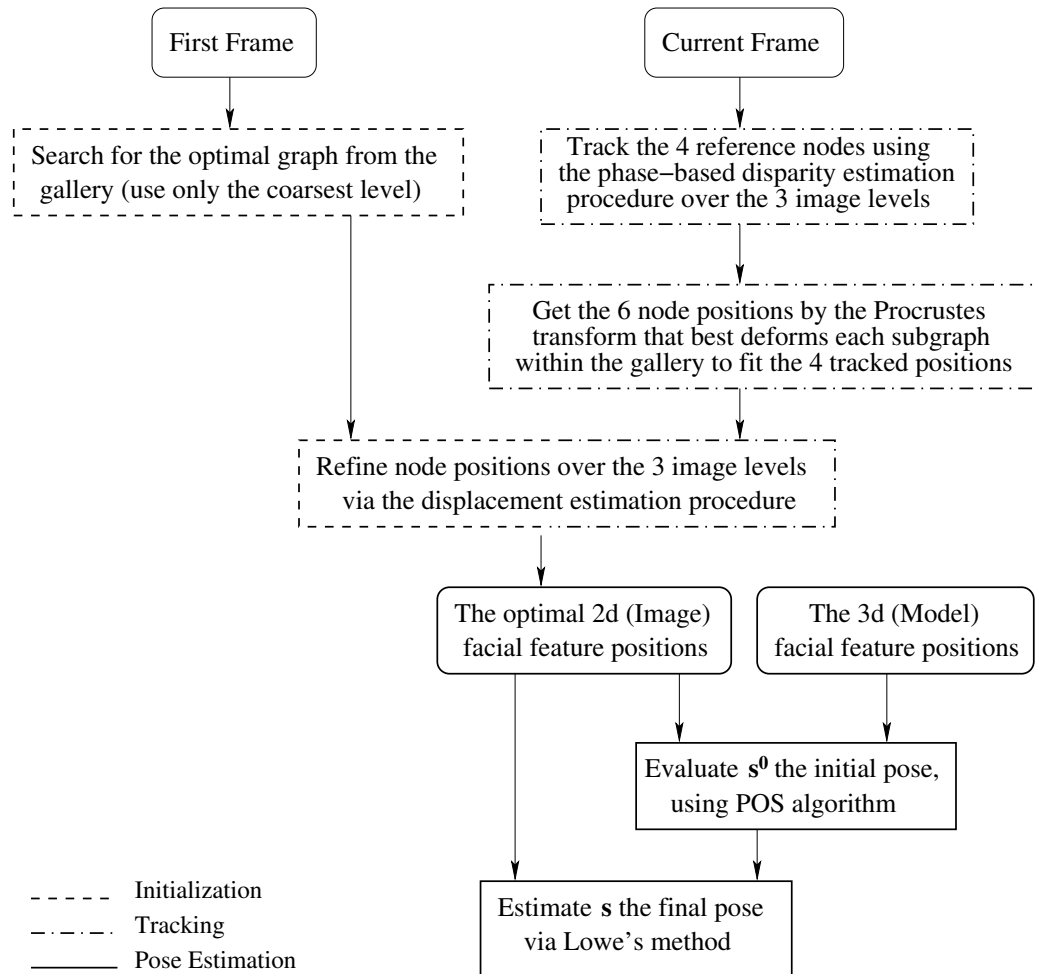 First Frame
Current Frame
Search for the optimal graph from the
gallery (use only the coarsest level)
Track the 4 reference nodes using
the phase−based disparity estimation
procedure over the 3 image levels
Get the 6 node positions by the Procrustes
transform that best deforms each subgraph
within the gallery to fit the 4 tracked positions
Refine node positions over the 3 image levels
via the displacement estimation procedure
The optimal 2d (Image)
facial feature positions
The 3d (Model)
facial feature positions
Evaluate s⁰ the initial pose,
using POS algorithm
Estimate s the final pose
via Lowe's method
Initialization
Tracking
Pose Estimation